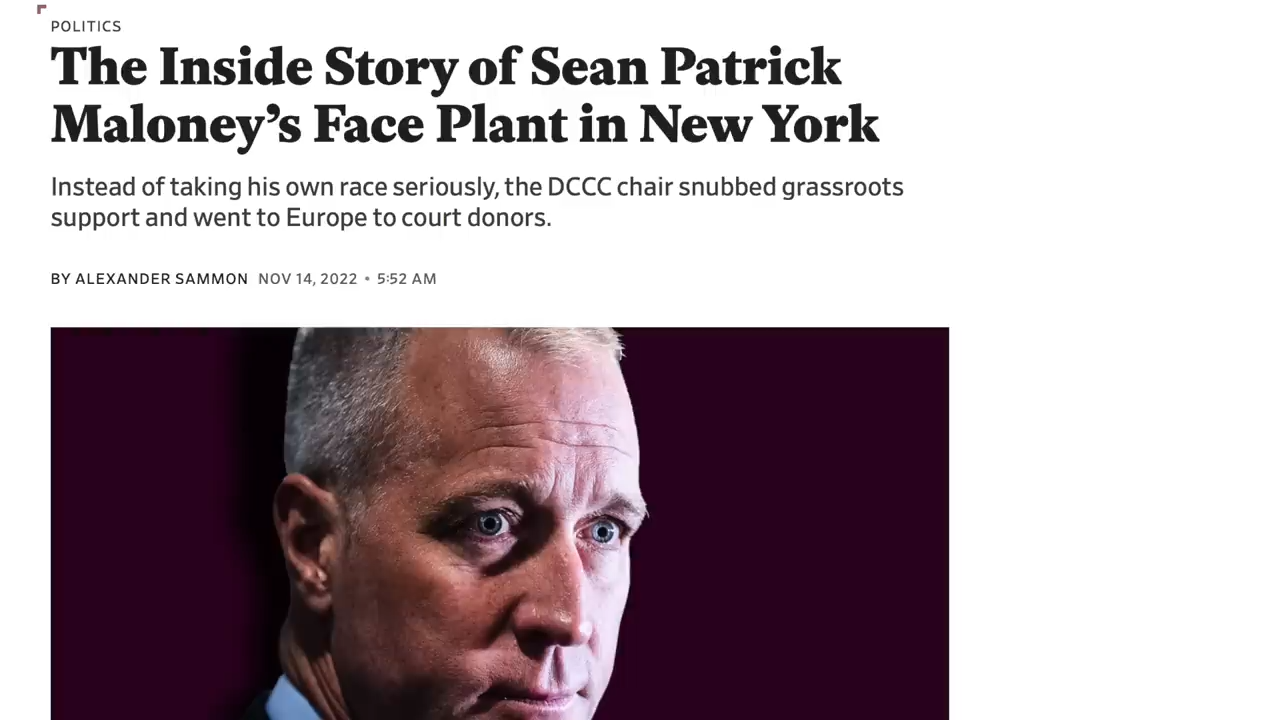 POLITICS
The Inside Story of Sean Patrick
Maloney’s Face Plant in New York
Instead of taking his own race seriously, the DCCC chair snubbed grassroots
support and went to Europe to court donors.
BY ALEXANDER SAMMON NOV 14, 2022 • 5:52 AM